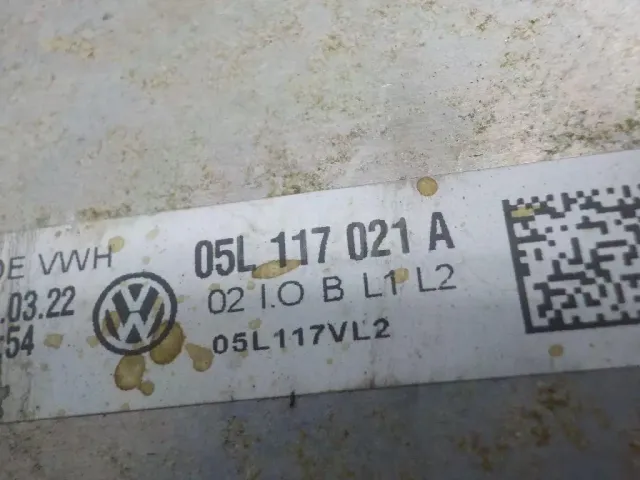 DE VWH
05L 117 021 A
.03.22
02 I.O B L1 L2
54
05L117VL2